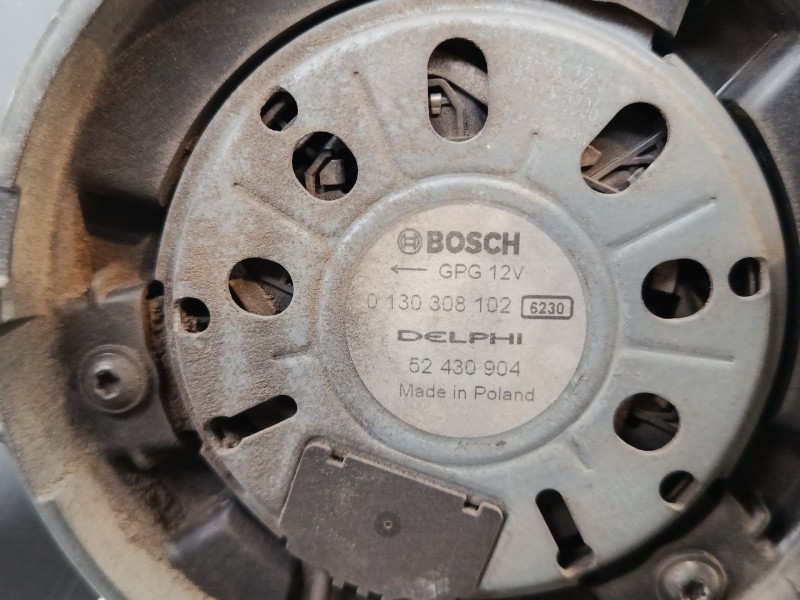 BOSCH
← GPG 12V
0 130 308 102 6230
DELPHI
52 430 904
Made in Poland